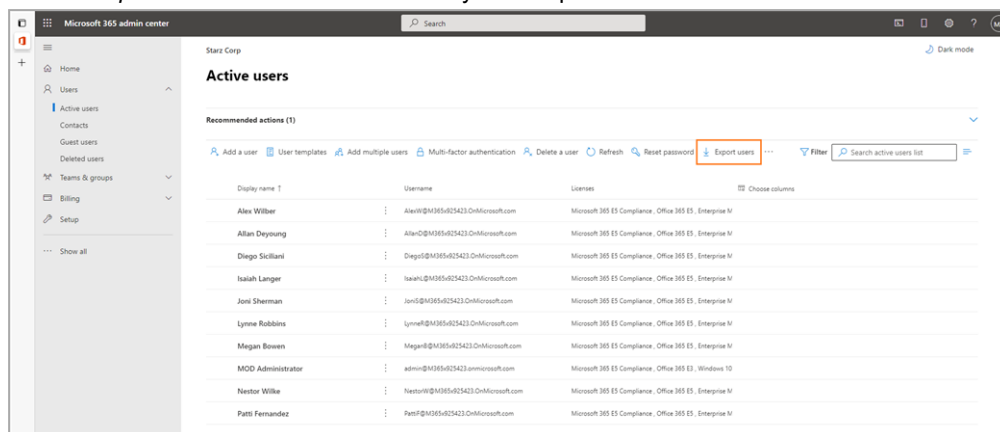 Microsoft 365 admin center
Search
?
Starz Corp
Dark mode
Home
Active users
Users
Active users
Recommended actions (1)
Contacts
Guest users
Add a user User templates Add multiple users Multi-factor authentication Delete a user Refresh Reset password Export users ... Filter Search active users list
Deleted users
Teams & groups
Display name ↑ Username Licenses Choose columns
Billing
Setup
Alex Wilber AlexW@M365x925423.OnMicrosoft.com Microsoft 365 E5 Compliance , Office 365 E5 , Enterprise M
Allan Deyoung AllanD@M365x925423.OnMicrosoft.com Microsoft 365 E5 Compliance , Office 365 E5 , Enterprise M
... Show all
Diego Siciliani DiegoS@M365x925423.OnMicrosoft.com Microsoft 365 E5 Compliance , Office 365 E5 , Enterprise M
Isaiah Langer IsaiahL@M365x925423.OnMicrosoft.com Microsoft 365 E5 Compliance , Office 365 E5 , Enterprise M
Joni Sherman JoniS@M365x925423.OnMicrosoft.com Microsoft 365 E5 Compliance , Office 365 E5 , Enterprise M
Lynne Robbins LynneR@M365x925423.OnMicrosoft.com Microsoft 365 E5 Compliance , Office 365 E5 , Enterprise M
Megan Bowen MeganB@M365x925423.OnMicrosoft.com Microsoft 365 E5 Compliance , Office 365 E5 , Enterprise M
MOD Administrator admin@M365x925423.onmicrosoft.com Microsoft 365 E5 Compliance , Office 365 E3 , Windows 10
Nestor Wilke NestorW@M365x925423.OnMicrosoft.com Microsoft 365 E5 Compliance , Office 365 E5 , Enterprise M
Patti Fernandez PattiF@M365x925423.OnMicrosoft.com Microsoft 365 E5 Compliance , Office 365 E5 , Enterprise M